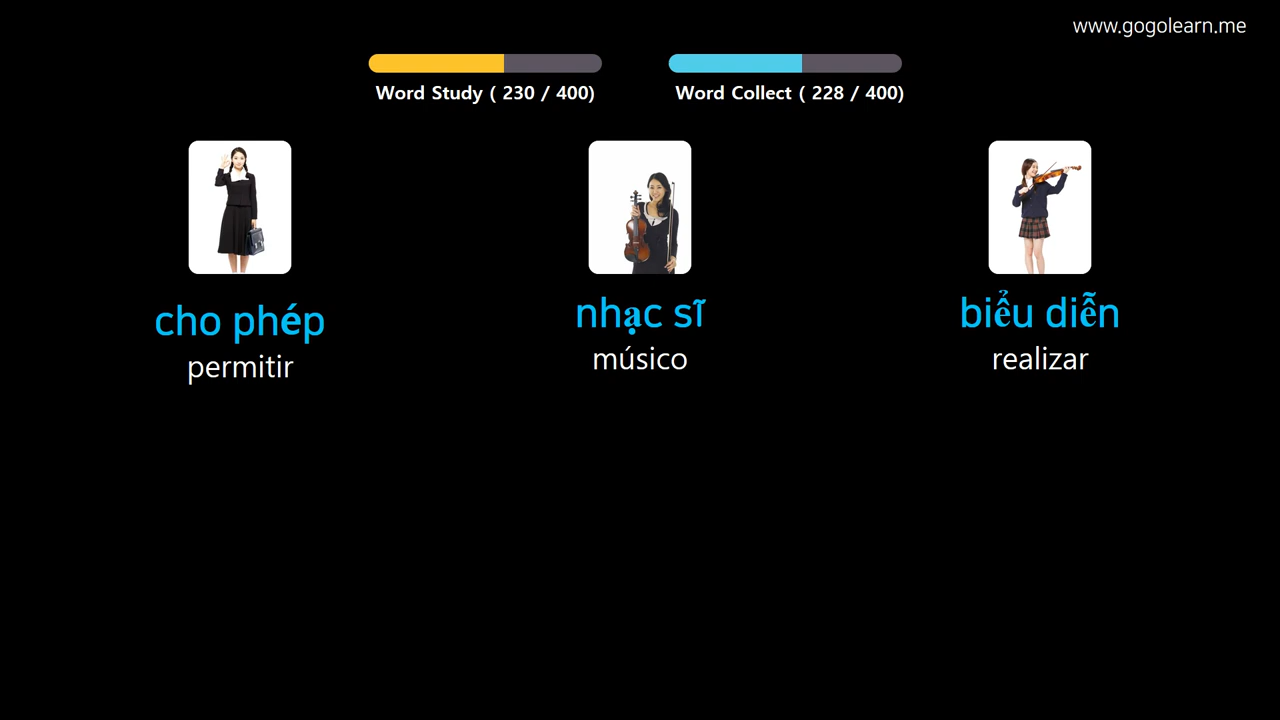 www.gogolearn.me
Word Study ( 230 / 400)
Word Collect ( 228 / 400)
cho phép
permitir
nhạc sĩ
músico
biểu diễn
realizar